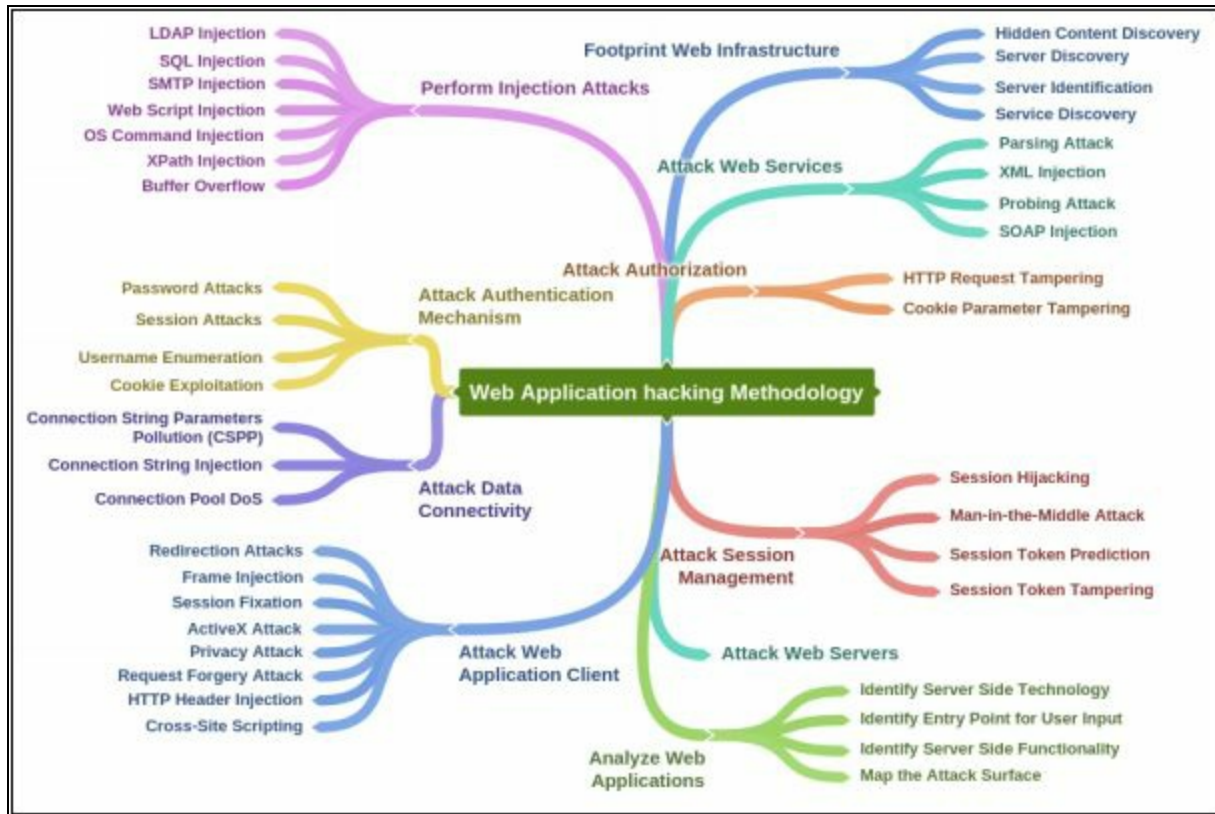 LDAP Injection
SQL Injection
SMTP Injection
Web Script Injection
OS Command Injection
XPath Injection
Buffer Overflow
Perform Injection Attacks
Footprint Web Infrastructure
Hidden Content Discovery
Server Discovery
Server Identification
Service Discovery
Attack Web Services
Parsing Attack
XML Injection
Probing Attack
SOAP Injection
Attack Authorization
HTTP Request Tampering
Cookie Parameter Tampering
Password Attacks
Session Attacks
Username Enumeration
Cookie Exploitation
Attack Authentication
Mechanism
Web Application hacking Methodology
Connection String Parameters
Pollution (CSPP)
Connection String Injection
Connection Pool DoS
Attack Data
Connectivity
Session Hijacking
Man-in-the-Middle Attack
Session Token Prediction
Session Token Tampering
Attack Session
Management
Redirection Attacks
Frame Injection
Session Fixation
ActiveX Attack
Privacy Attack
Request Forgery Attack
HTTP Header Injection
Cross-Site Scripting
Attack Web
Application Client
Attack Web Servers
Analyze Web
Applications
Identify Server Side Technology
Identify Entry Point for User Input
Identify Server Side Functionality
Map the Attack Surface